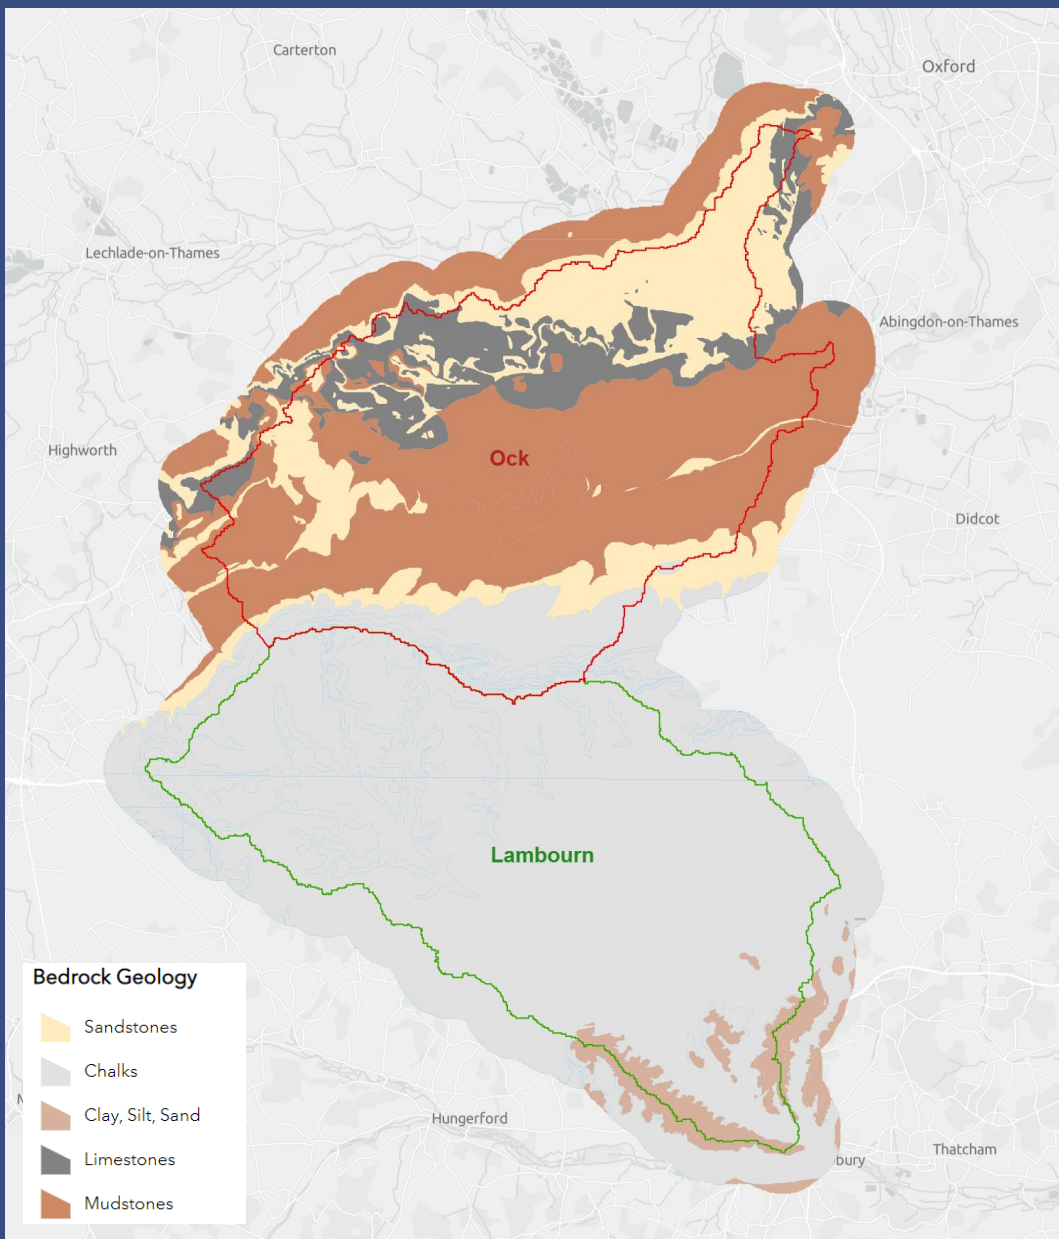 Carterton
Oxford
Lechlade-on-Thames
Abingdon-on-Thames
Highworth
Ock
Didcot
Lambourn
Bedrock Geology
Sandstones
Chalks
Clay, Silt, Sand
Limestones
Mudstones
Hungerford
Thatcham
bury